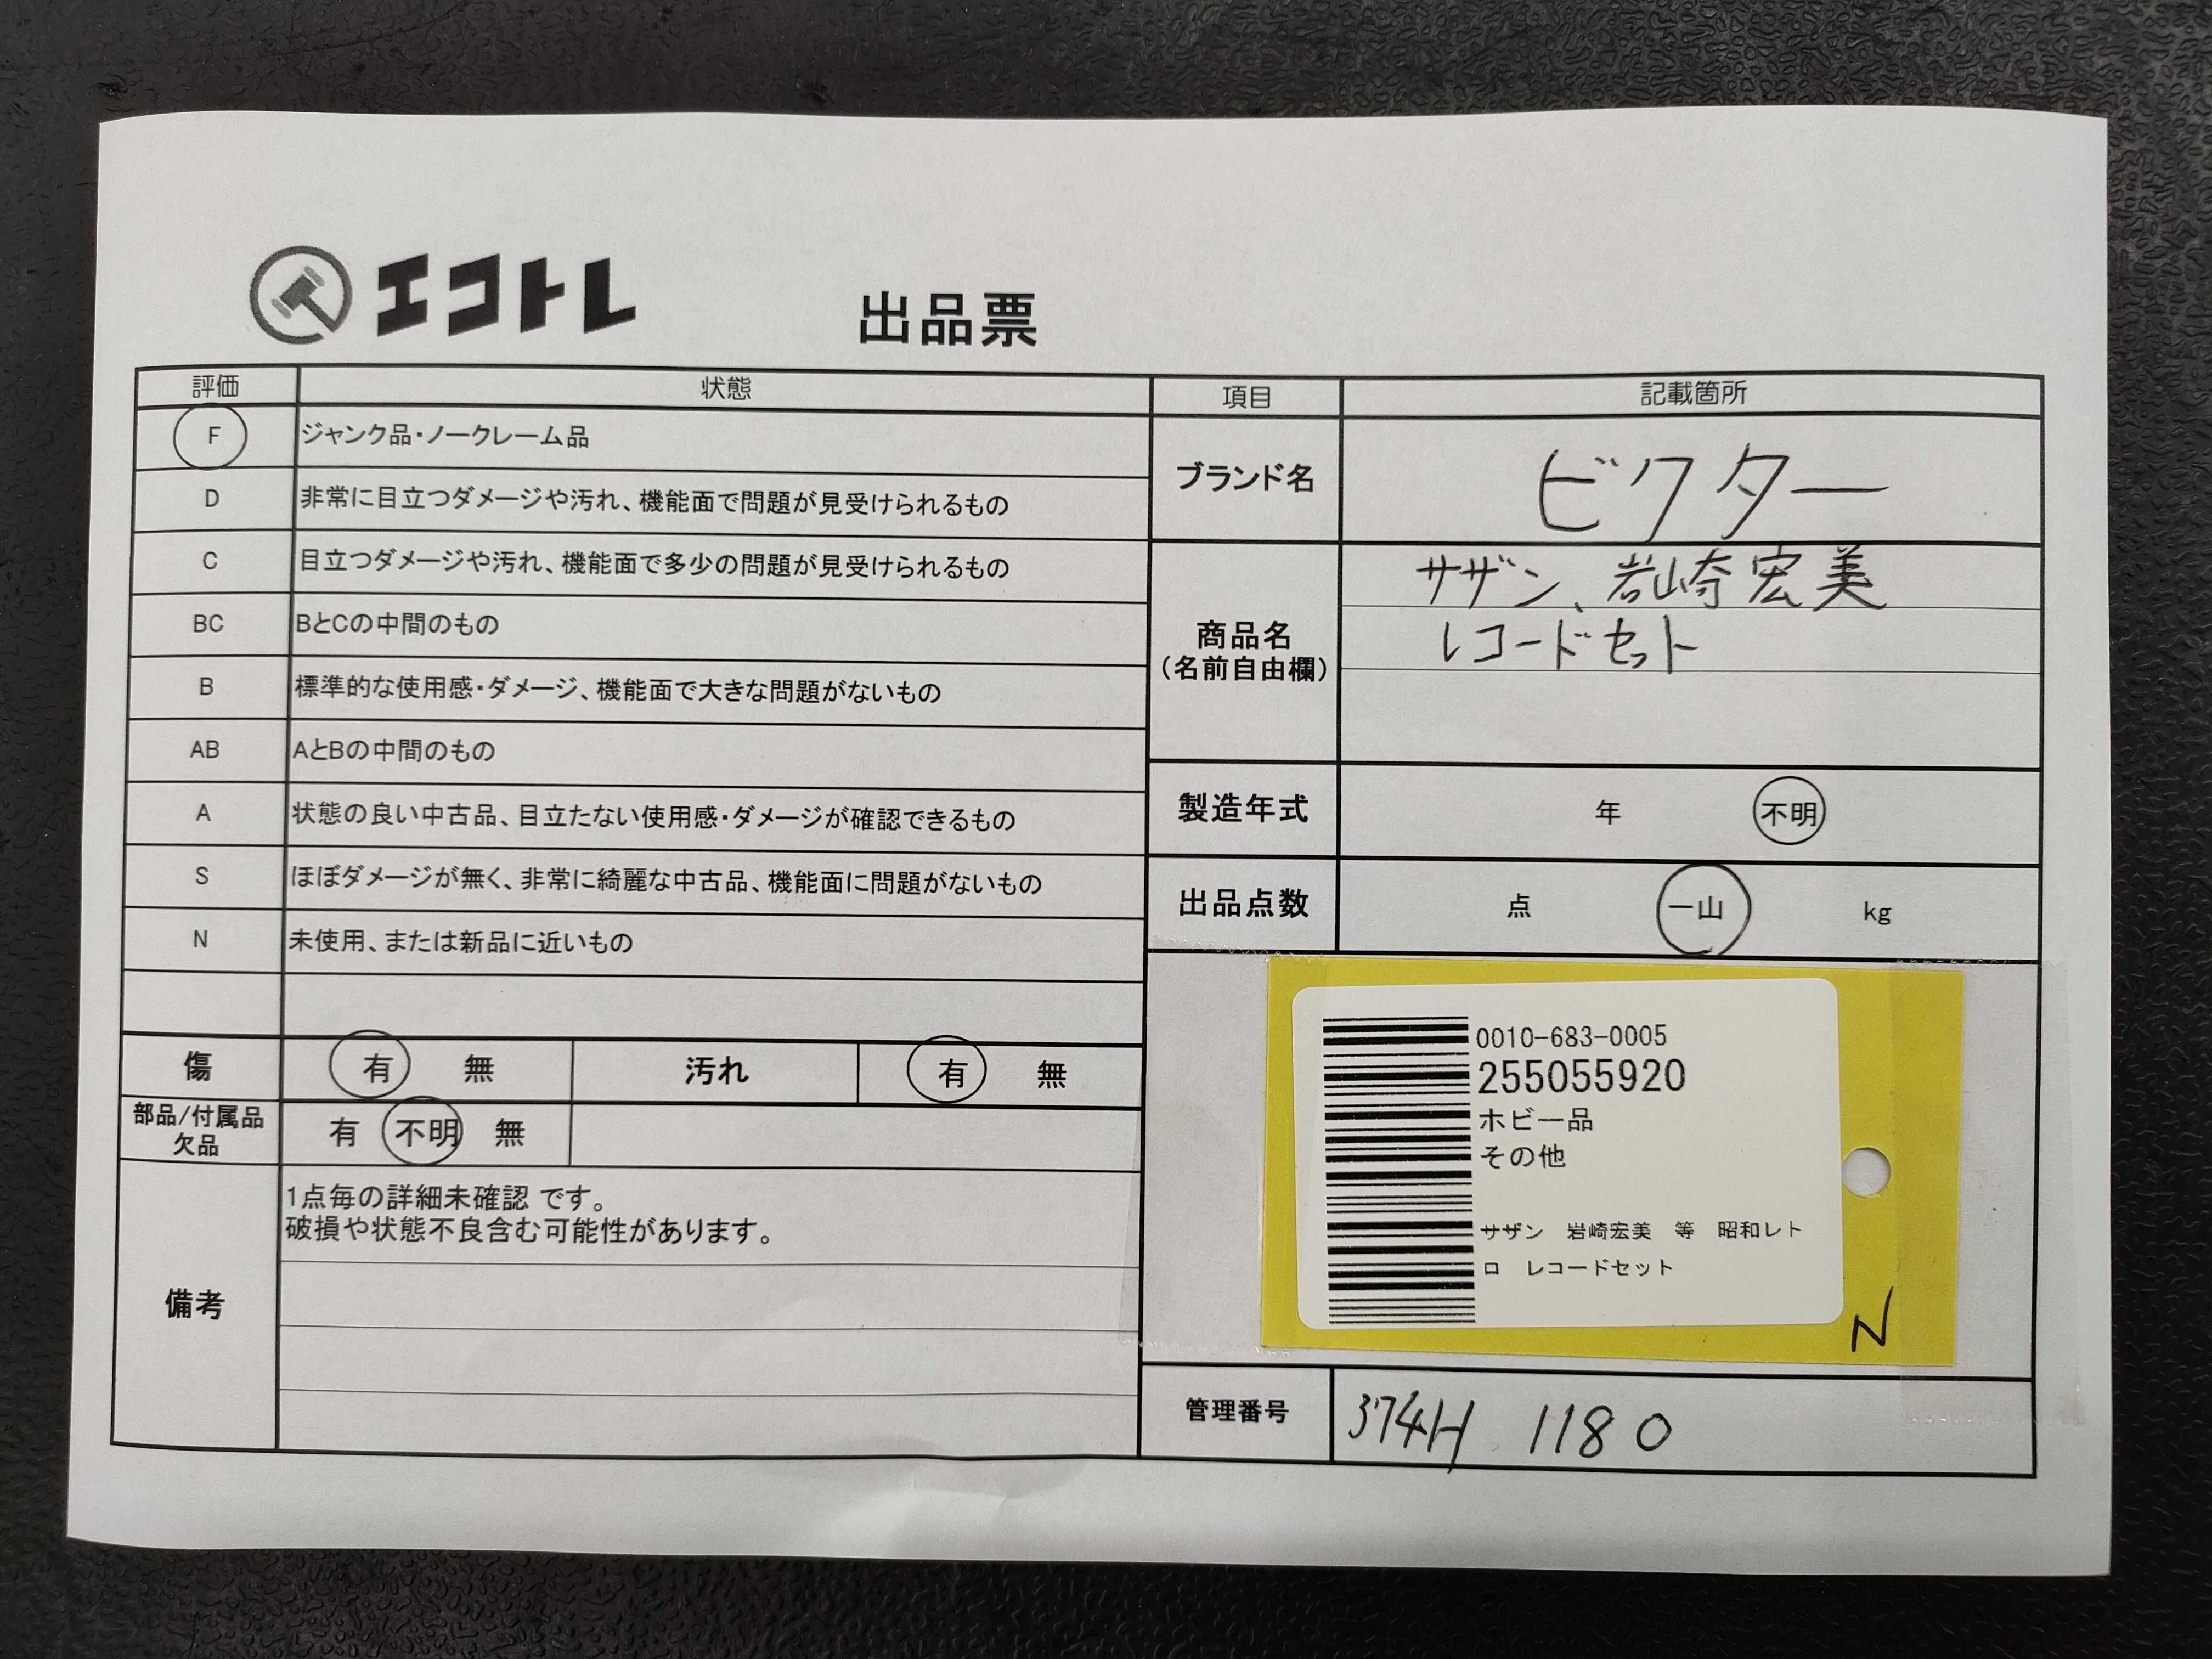 エコトレ
出品票
評価 状態
F ジャンク品・ノークレーム品
D 非常に目立つダメージや汚れ、機能面で問題が見受けられるもの
C 目立つダメージや汚れ、機能面で多少の問題が見受けられるもの
BC BとCの中間のもの
B 標準的な使用感・ダメージ、機能面で大きな問題がないもの
AB AとBの中間のもの
A 状態の良い中古品、目立たない使用感・ダメージが確認できるもの
S ほぼダメージが無く、非常に綺麗な中古品、機能面に問題がないもの
N 未使用、または新品に近いもの
傷 有 無 汚れ 有 無
部品/付属品
欠品
有 不明 無
備考
1点毎の詳細未確認 です。
破損や状態不良含む可能性があります。
項目 記載箇所
ブランド名 ビクター
商品名
(名前自由欄)
サザン、岩崎宏美
レコードセット
製造年式 年 不明
出品点数 点 一山 kg
0010-683-0005
255055920
ホビー品
その他
サザン 岩崎宏美 等 昭和レト
ロ レコードセット
N
管理番号 374H 1180